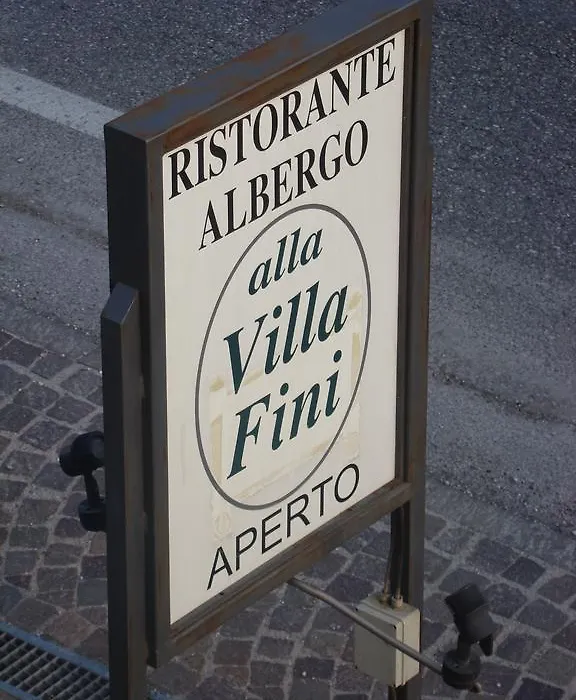 RISTORANTE
ALBERGO
alla
Villa
Fini
APERTO